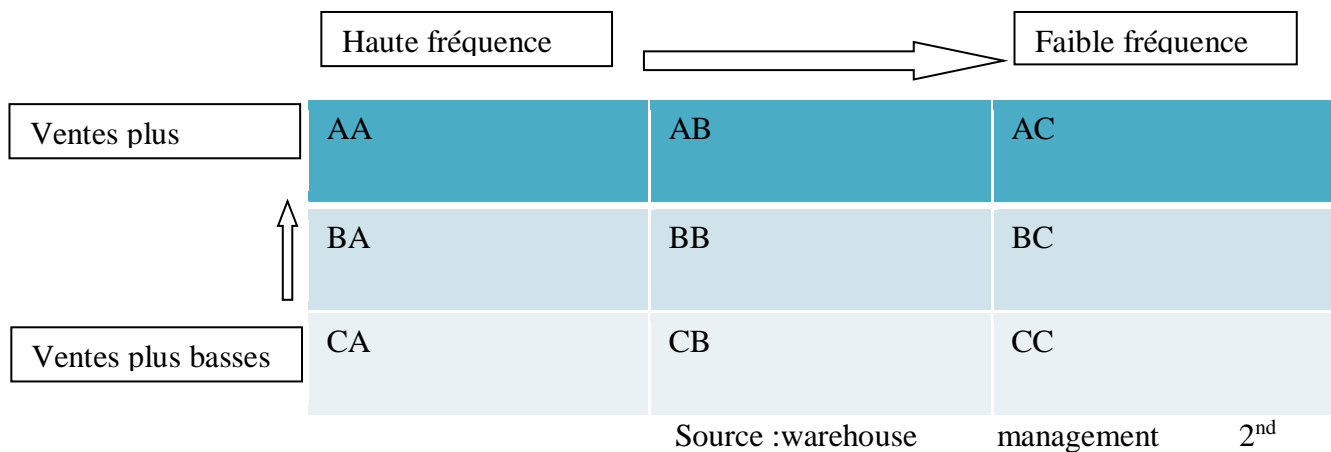 Haute fréquence Faible fréquence
Ventes plus AA AB AC
BA BB BC
Ventes plus basses CA CB CC
Source :warehouse management 2nd